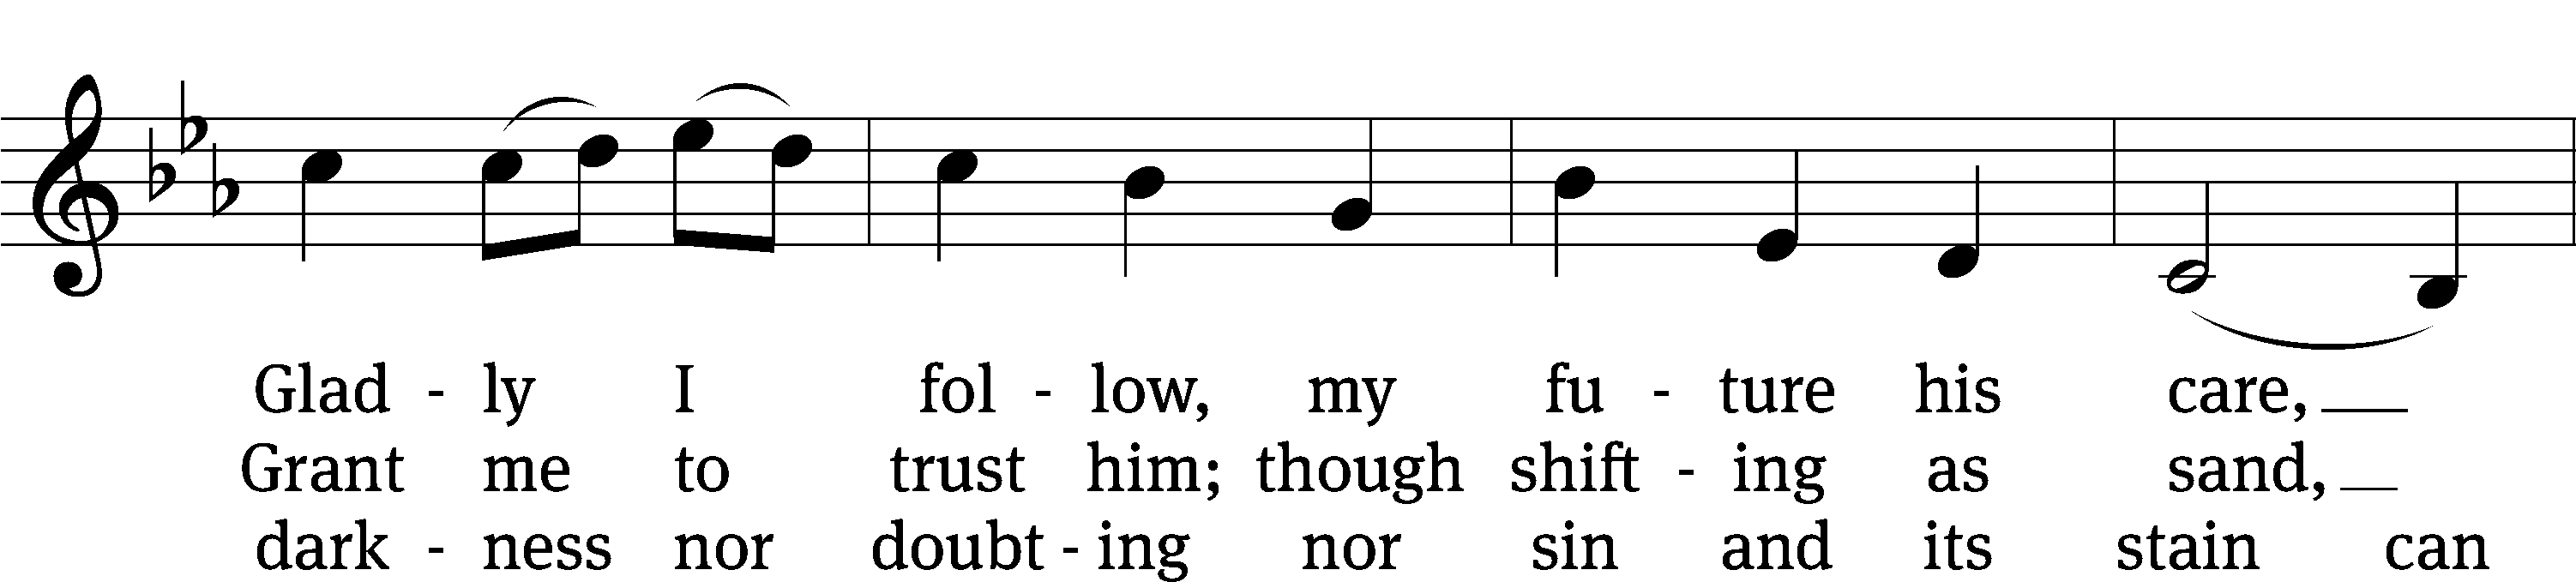 Glad - ly I fol - low, my fu - ture his care,
Grant me to trust him; though shift - ing as sand,
dark - ness nor doubt - ing nor sin and its stain can